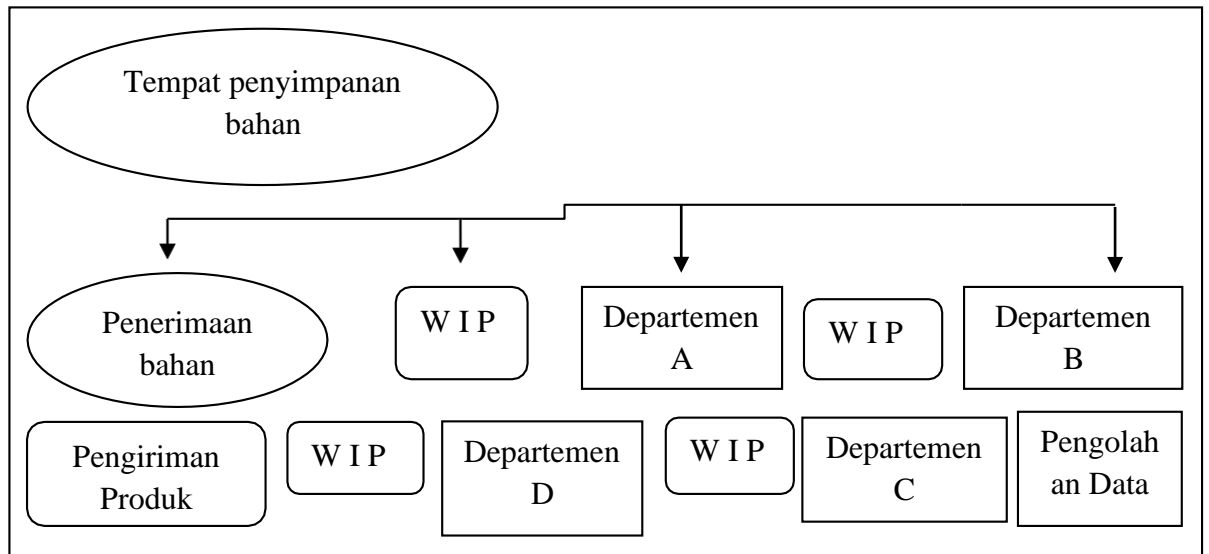 Tempat penyimpanan
bahan
Penerimaan
bahan
W I P
Departemen
A
W I P
Departemen
B
Pengiriman
Produk
W I P
Departemen
D
W I P
Departemen
C
Pengolah
an Data